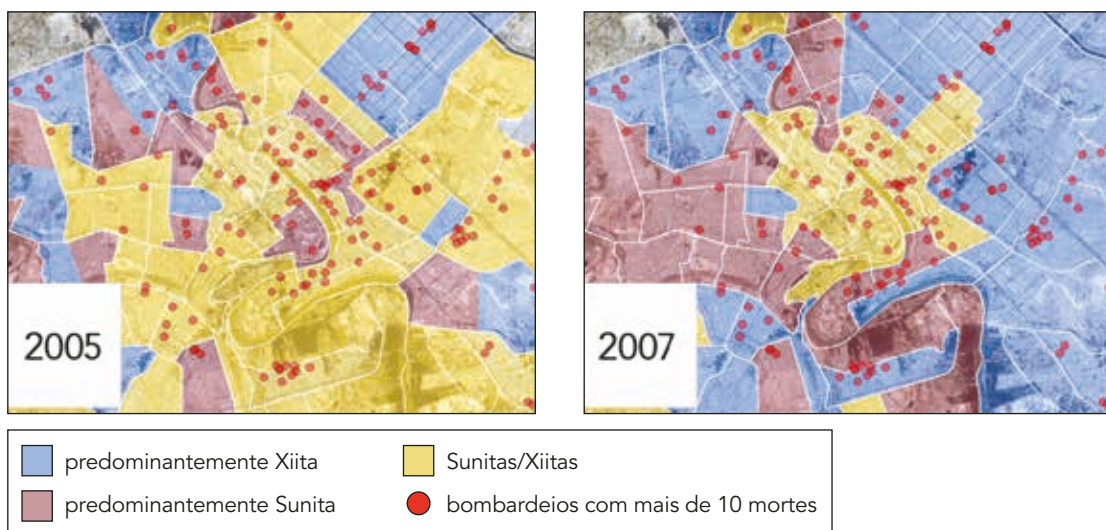 2005
2007
predominantemente Xiita
Sunitas/Xiitas
predominantemente Sunita
bombardeios com mais de 10 mortes